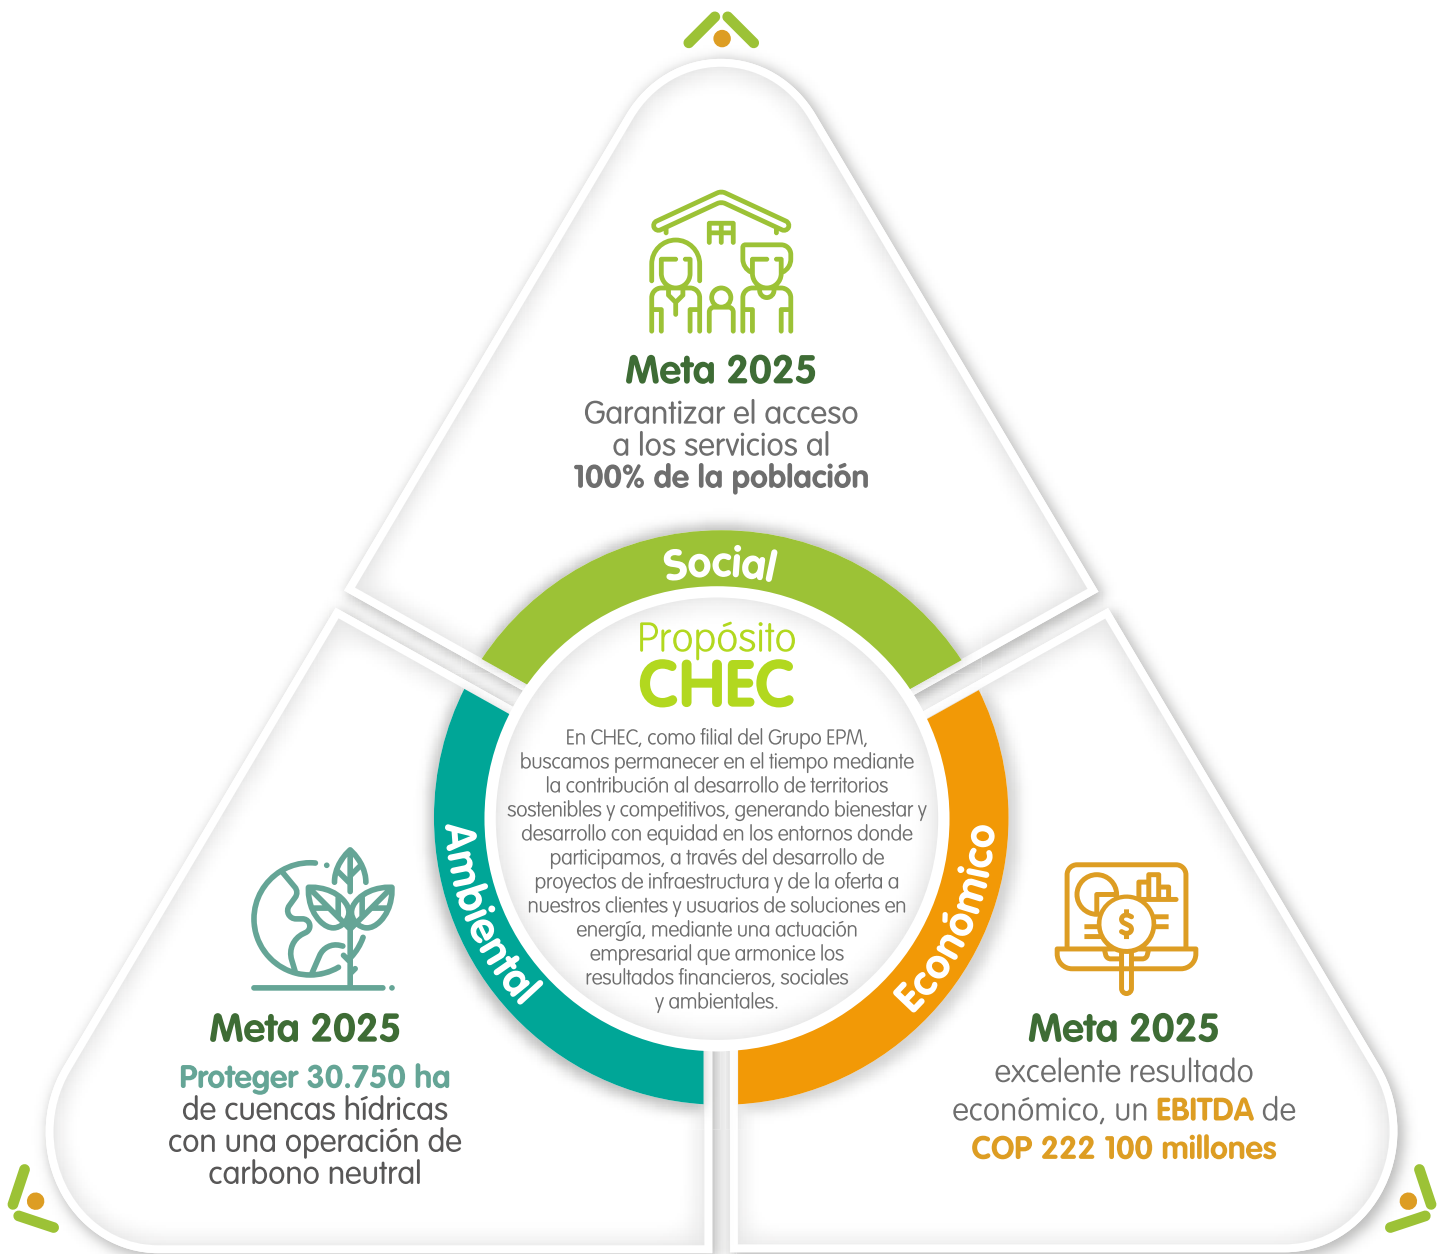 Meta 2025
Garantizar el acceso
a los servicios al
100% de la población
Social
Propósito
CHEC
En CHEC, como filial del Grupo EPM,
buscamos permanecer en el tiempo mediante
la contribución al desarrollo de territorios
sostenibles y competitivos, generando bienestar y
desarrollo con equidad en los entornos donde
participamos, a través del desarrollo de
proyectos de infraestructura y de la oferta a
nuestros clientes y usuarios de soluciones en
energía, mediante una actuación
empresarial que armonice los
resultados financieros, sociales
y ambientales.
Ambiental
Económico
$
Meta 2025
Proteger 30.750 ha
de cuencas hídricas
con una operación de
carbono neutral
Meta 2025
excelente resultado
económico, un EBITDA de
COP 222 100 millones